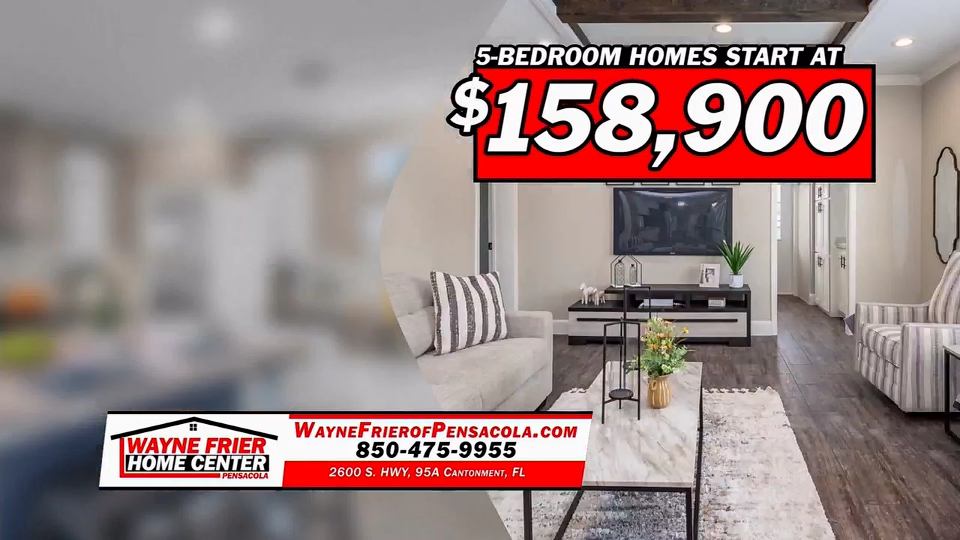 5-BEDROOM HOMES START AT
$158,900
WAYNE FRIER
HOME CENTER
PENSACOLA
WAYNEFRIEROFPENSACOLA.COM
850-475-9955
2600 S. HWY, 95A CANTONMENT, FL